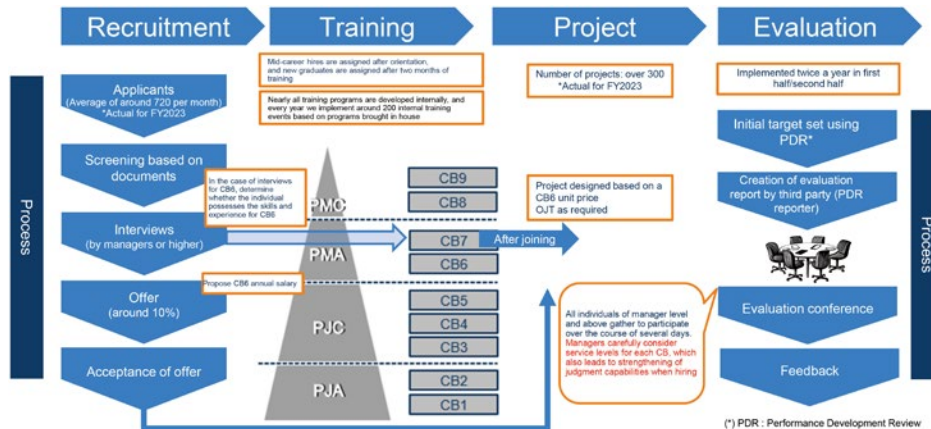 Recruitment
Training
Project
Evaluation
Process
Applicants
(Average of around 720 per month)
*Actual for FY2023
Screening based on
documents
Interviews
(by managers or higher)
Offer
(around 10%)
Acceptance of offer
Mid-career hires are assigned after orientation,
and new graduates are assigned after two months of
training
Nearly all training programs are developed internally, and
every year we implement around 200 internal training
events based on programs brought in house
In the case of interviews
for CB6, determine
whether the individual
possesses the skills and
experience for CB6
Propose CB6 annual salary
PMC
PMA
PJC
PJA
CB9
CB8
CB7
CB6
CB5
CB4
CB3
CB2
CB1
After joining
Number of projects: over 300
*Actual for FY2023
Project designed based on a
CB6 unit price
OJT as required
All individuals of manager level
and above gather to participate
over the course of several days.
Managers carefully consider
service levels for each CB, which
also leads to strengthening of
judgment capabilities when hiring
Implemented twice a year in first
half/second half
Initial target set using
PDR*
Creation of evaluation
report by third party (PDR
reporter)
Evaluation conference
Feedback
Process
(*) PDR : Performance Development Review